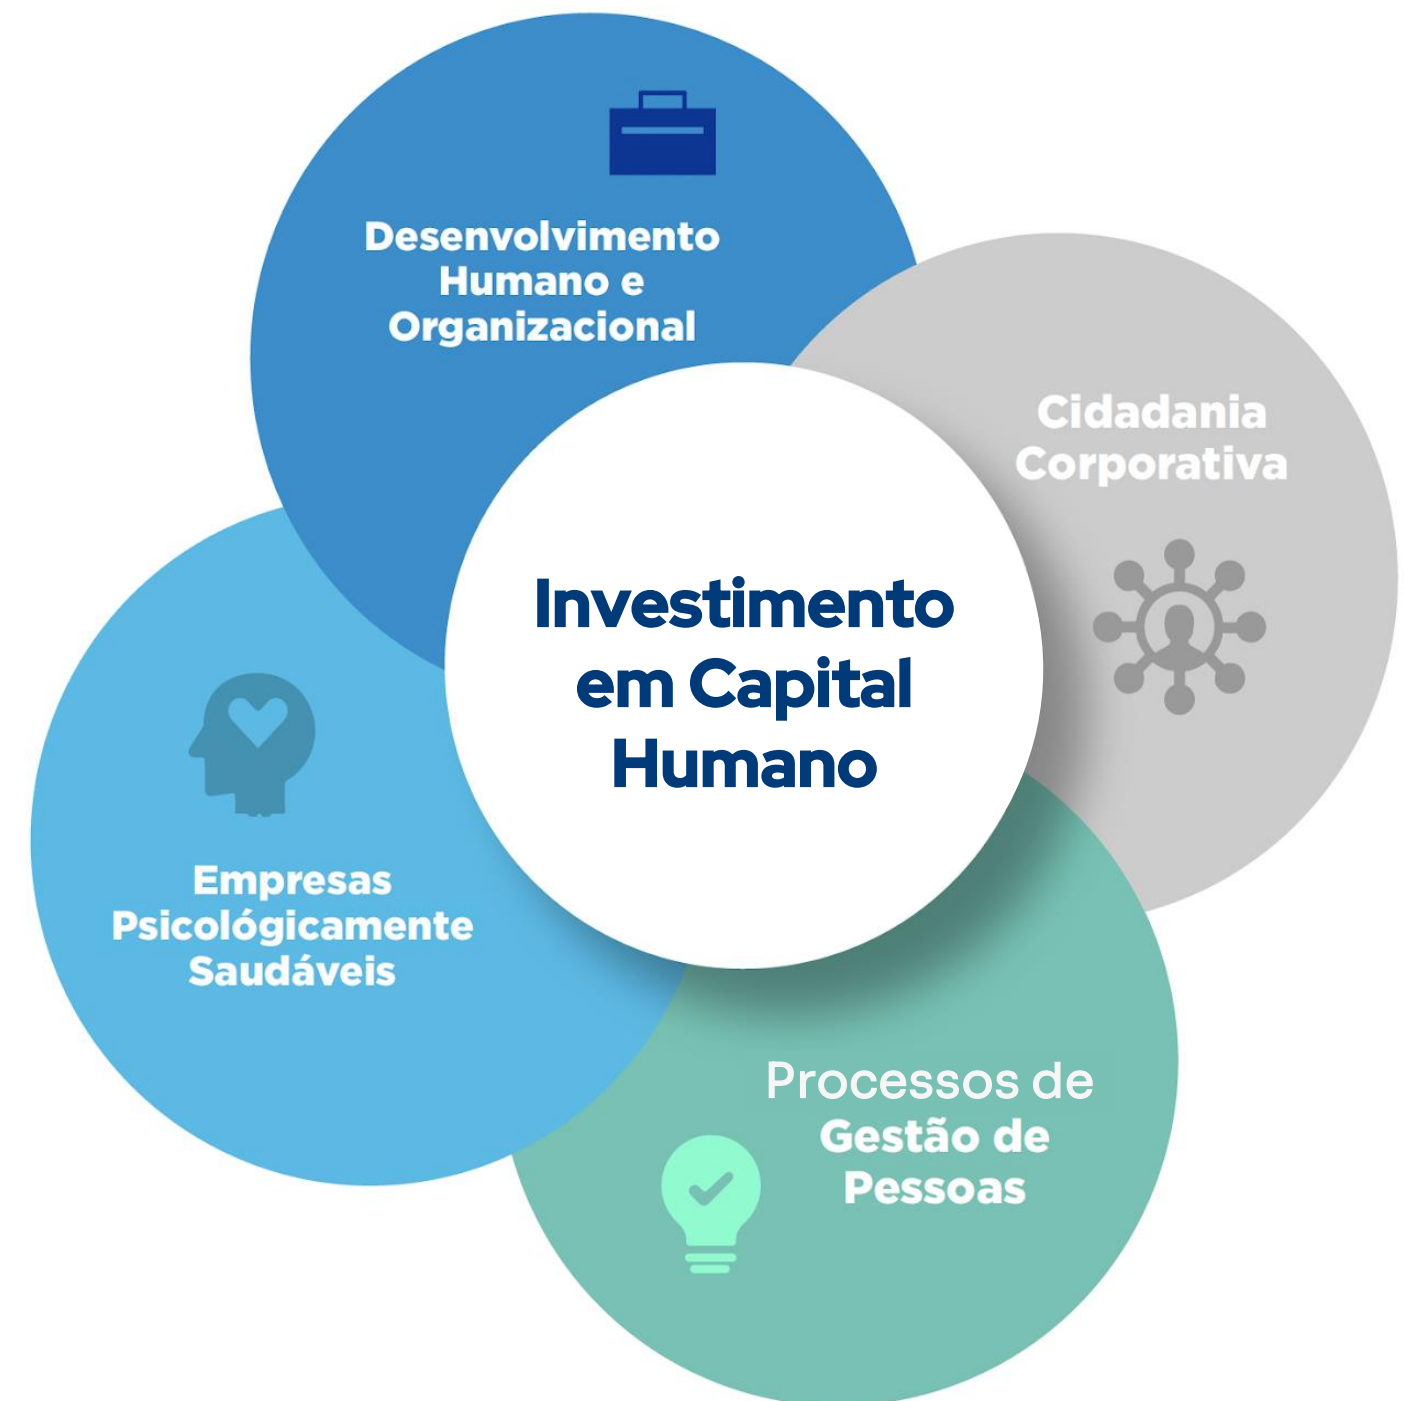 Desenvolvimento
Humano e
Organizacional
Cidadania
Corporativa
Investimento
em Capital
Humano
Empresas
Psicológicamente
Saudáveis
Processos de
Gestão de
Pessoas